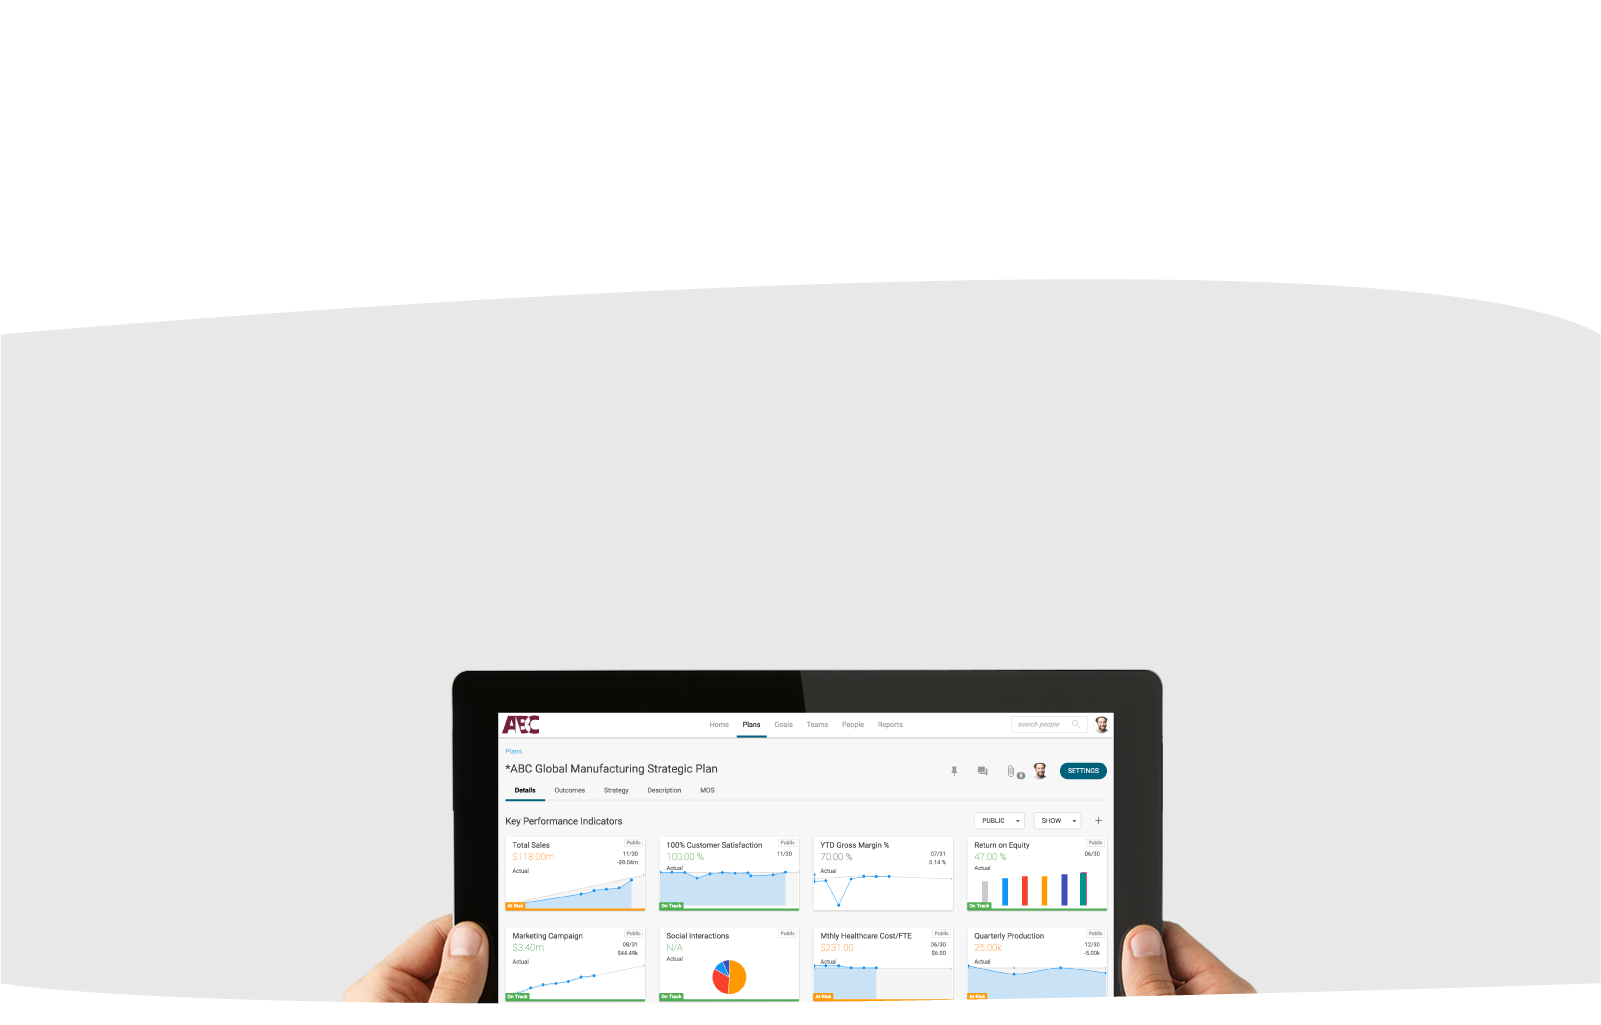 ABC
Home Plans Goals Teams People Reports
search people
Plans
*ABC Global Manufacturing Strategic Plan
SETTINGS
Details Outcomes Strategy Description MOS
Key Performance Indicators
PUBLIC SHOW
Total Sales Public
$118.00m 11/30
-$9.04m
Actual
At Risk
100% Customer Satisfaction Public
100.00 % 11/30
Actual
On Track
YTD Gross Margin %
70.00 % 07/31
0.14 %
Actual
Return on Equity Public
47.00 % 06/30
Actual
On Track
Marketing Campaign Public
$3.40m 08/31
$44.49k
Actual
On Track
Social Interactions Public
N/A
Actual
Mthly Healthcare Cost/FTE Public
$231.00 06/30
$6.00
Actual
At Risk
Quarterly Production Public
25.00k 12/30
-5.00k
Actual
At Risk